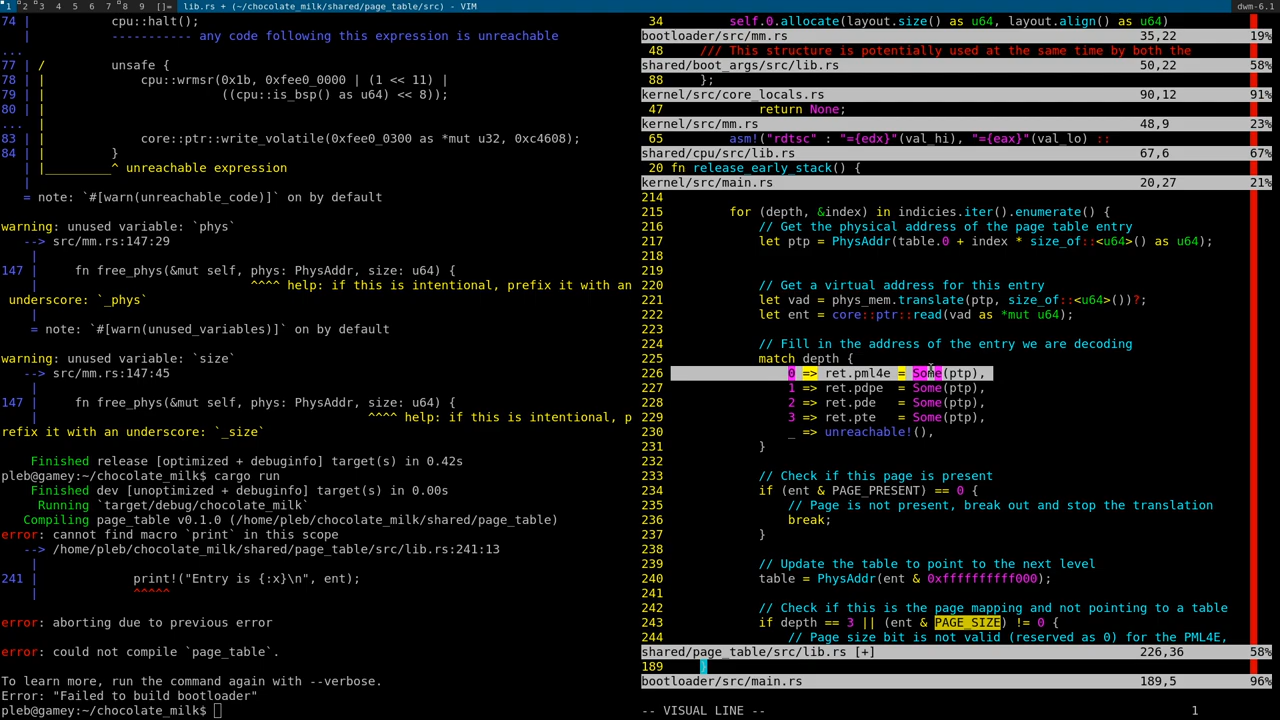 1 2 3 4 5 6 7 8 9 []= lib.rs + (~/chocolate_milk/shared/page_table/src) - VIM dwm-6.1
74 | cpu::halt();
| ----------- any code following this expression is unreachable
...
77 | / unsafe {
78 | | cpu::wrmsr(0x1b, 0xfee0_0000 | (1 << 11) |
79 | | ((cpu::is_bsp() as u64) << 8));
80 | |
... |
83 | | core::ptr::write_volatile(0xfee0_0300 as *mut u32, 0xc4608);
84 | | }
| |_________^ unreachable expression
|
= note: `#[warn(unreachable_code)]` on by default
warning: unused variable: `phys`
--> src/mm.rs:147:29
|
147 | fn free_phys(&mut self, phys: PhysAddr, size: u64) {
| ^^^^ help: if this is intentional, prefix it with an
underscore: `_phys`
|
= note: `#[warn(unused_variables)]` on by default
warning: unused variable: `size`
--> src/mm.rs:147:45
|
147 | fn free_phys(&mut self, phys: PhysAddr, size: u64) {
| ^^^^ help: if this is intentional, p
refix it with an underscore: `_size`
Finished release [optimized + debuginfo] target(s) in 0.42s
pleb@gamey:~/chocolate_milk$ cargo run
Finished dev [unoptimized + debuginfo] target(s) in 0.00s
Running `target/debug/chocolate_milk`
Compiling page_table v0.1.0 (/home/pleb/chocolate_milk/shared/page_table)
error: cannot find macro `print` in this scope
--> /home/pleb/chocolate_milk/shared/page_table/src/lib.rs:241:13
|
241 | print!("Entry is {:x}\n", ent);
| ^^^^^
error: aborting due to previous error
error: could not compile `page_table`.
To learn more, run the command again with --verbose.
Error: "Failed to build bootloader"
pleb@gamey:~/chocolate_milk$
34 self.0.allocate(layout.size() as u64, layout.align() as u64)
bootloader/src/mm.rs 35,22 19%
48 /// This structure is potentially used at the same time by both the
shared/boot_args/src/lib.rs 50,22 58%
88 };
kernel/src/core_locals.rs 90,12 91%
47 return None;
kernel/src/mm.rs 48,9 23%
65 asm!("rdtsc" : "={edx}"(val_hi), "={eax}"(val_lo) ::
shared/cpu/src/lib.rs 67,6 67%
20 fn release_early_stack() {
kernel/src/main.rs 20,27 21%
214
215 for (depth, &index) in indicies.iter().enumerate() {
216 // Get the physical address of the page table entry
217 let ptp = PhysAddr(table.0 + index * size_of::<u64>() as u64);
218
219
220 // Get a virtual address for this entry
221 let vad = phys_mem.translate(ptp, size_of::<u64>())?;
222 let ent = core::ptr::read(vad as *mut u64);
223
224 // Fill in the address of the entry we are decoding
225 match depth {
226 0 => ret.pml4e = Some(ptp),
227 1 => ret.pdpe = Some(ptp),
228 2 => ret.pde = Some(ptp),
229 3 => ret.pte = Some(ptp),
230 _ => unreachable!(),
231 }
232
233 // Check if this page is present
234 if (ent & PAGE_PRESENT) == 0 {
235 // Page is not present, break out and stop the translation
236 break;
237 }
238
239 // Update the table to point to the next level
240 table = PhysAddr(ent & 0xffffffffff000);
241
242 // Check if this is the page mapping and not pointing to a table
243 if depth == 3 || (ent & PAGE_SIZE) != 0 {
244 // Page size bit is not valid (reserved as 0) for the PML4E,
shared/page_table/src/lib.rs [+] 226,36 58%
189 }
bootloader/src/main.rs 189,5 96%
-- VISUAL LINE -- 1